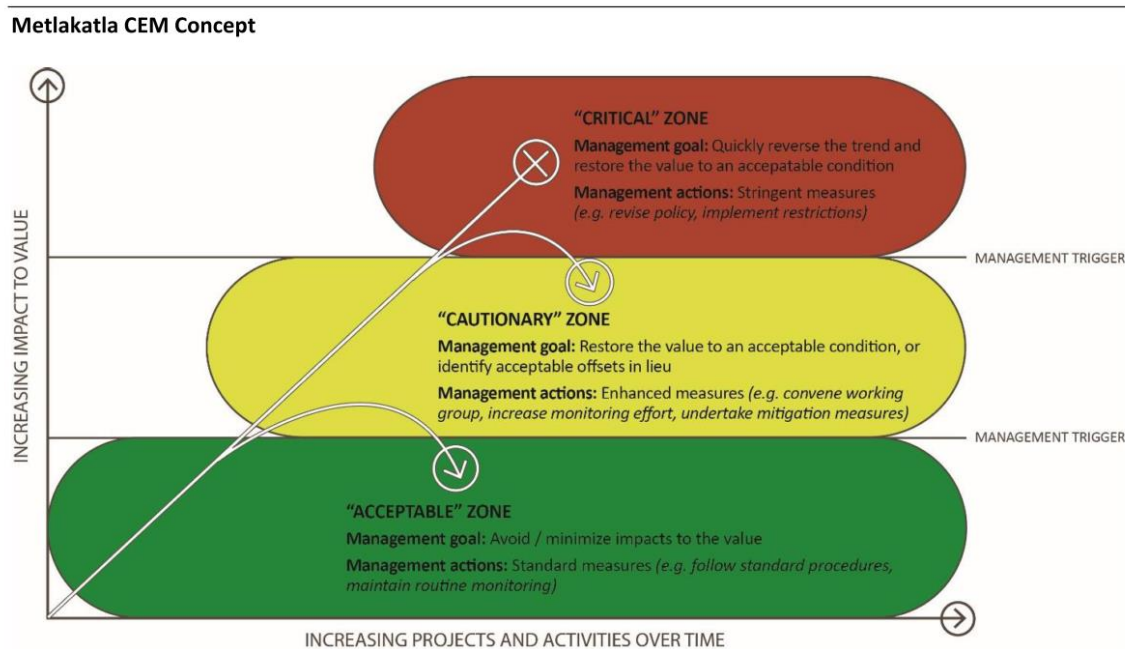 Metlakatla CEM Concept
INCREASING IMPACT TO VALUE
"CRITICAL" ZONE
Management goal: Quickly reverse the trend and
restore the value to an accepatable condition
Management actions: Stringent measures
(e.g. revise policy, implement restrictions)
MANAGEMENT TRIGGER
"CAUTIONARY" ZONE
Management goal: Restore the value to an acceptable condition, or
identify acceptable offsets in lieu
Management actions: Enhanced measures (e.g. convene working
group, increase monitoring effort, undertake mitigation measures)
MANAGEMENT TRIGGER
"ACCEPTABLE" ZONE
Management goal: Avoid / minimize impacts to the value
Management actions: Standard measures (e.g. follow standard procedures,
maintain routine monitoring)
INCREASING PROJECTS AND ACTIVITIES OVER TIME